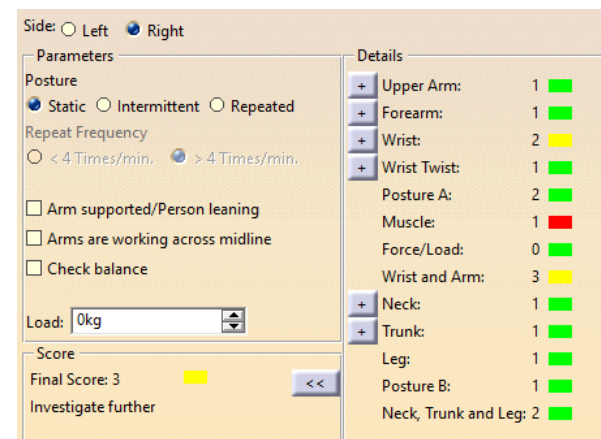 Side: Left Right
Parameters
Posture
Static Intermittent Repeated
Repeat Frequency
< 4 Times/min. > 4 Times/min.
Arm supported/Person leaning
Arms are working across midline
Check balance
Load: 0kg
Score
Final Score: 3 <<
Investigate further
Details
+ Upper Arm: 1
+ Forearm: 1
+ Wrist: 2
+ Wrist Twist: 1
Posture A: 2
Muscle: 1
Force/Load: 0
Wrist and Arm: 3
+ Neck: 1
+ Trunk: 1
Leg: 1
Posture B: 1
Neck, Trunk and Leg: 2